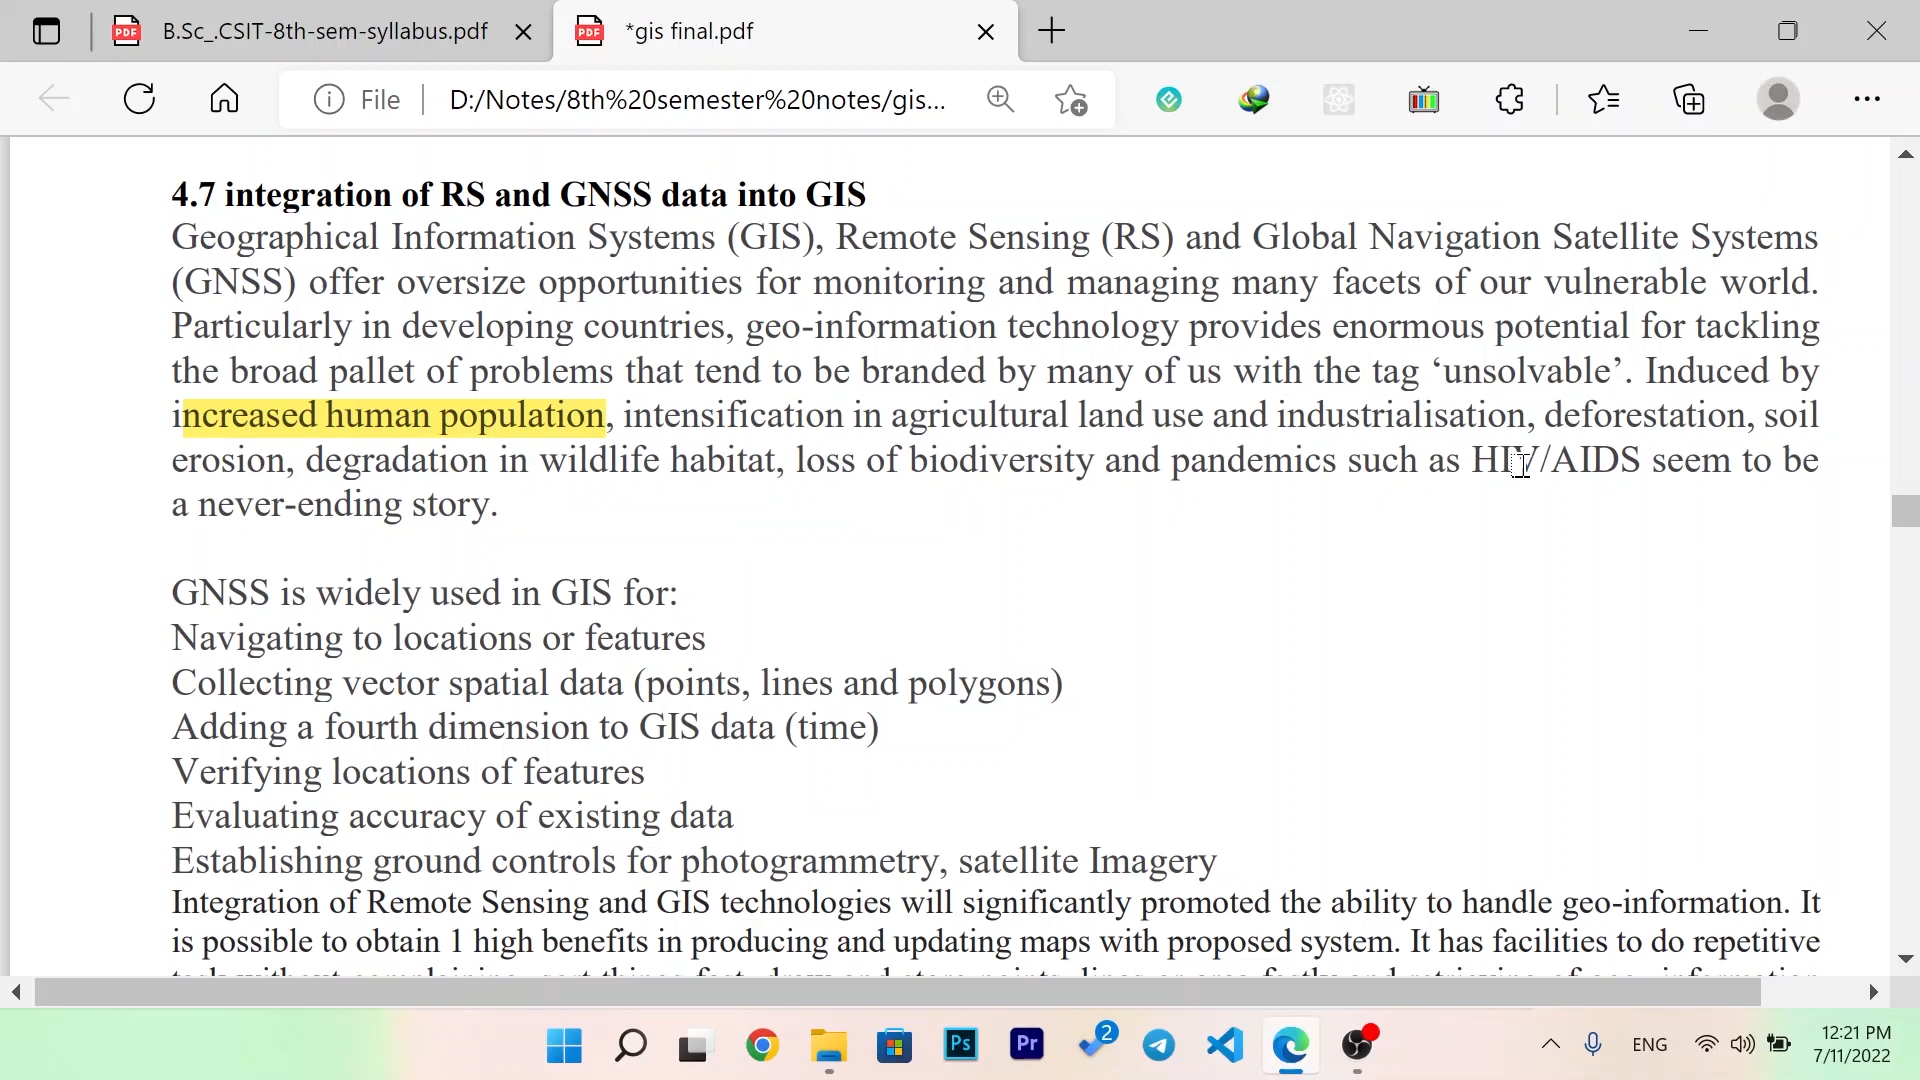 B.Sc_.CSIT-8th-sem-syllabus.pdf
*gis final.pdf
File
D:/Notes/8th%20semester%20notes/gis...
4.7 integration of RS and GNSS data into GIS
Geographical Information Systems (GIS), Remote Sensing (RS) and Global Navigation Satellite Systems
(GNSS) offer oversize opportunities for monitoring and managing many facets of our vulnerable world.
Particularly in developing countries, geo-information technology provides enormous potential for tackling
the broad pallet of problems that tend to be branded by many of us with the tag ‘unsolvable’. Induced by
increased human population, intensification in agricultural land use and industrialisation, deforestation, soil
erosion, degradation in wildlife habitat, loss of biodiversity and pandemics such as HIV/AIDS seem to be
a never-ending story.
GNSS is widely used in GIS for:
Navigating to locations or features
Collecting vector spatial data (points, lines and polygons)
Adding a fourth dimension to GIS data (time)
Verifying locations of features
Evaluating accuracy of existing data
Establishing ground controls for photogrammetry, satellite Imagery
Integration of Remote Sensing and GIS technologies will significantly promoted the ability to handle geo-information. It
is possible to obtain 1 high benefits in producing and updating maps with proposed system. It has facilities to do repetitive
Ps
Pr
2
ENG
12:21 PM
7/11/2022